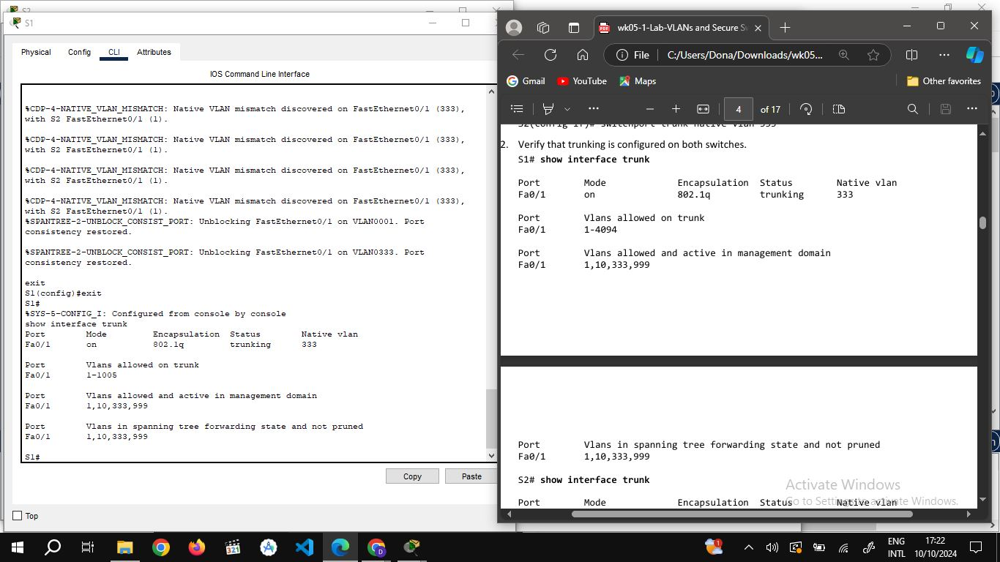 S2
S1
Physical Config CLI Attributes
IOS Command Line Interface
%CDP-4-NATIVE_VLAN_MISMATCH: Native VLAN mismatch discovered on FastEthernet0/1 (333),
with S2 FastEthernet0/1 (1).
%CDP-4-NATIVE_VLAN_MISMATCH: Native VLAN mismatch discovered on FastEthernet0/1 (333),
with S2 FastEthernet0/1 (1).
%CDP-4-NATIVE_VLAN_MISMATCH: Native VLAN mismatch discovered on FastEthernet0/1 (333),
with S2 FastEthernet0/1 (1).
%CDP-4-NATIVE_VLAN_MISMATCH: Native VLAN mismatch discovered on FastEthernet0/1 (333),
with S2 FastEthernet0/1 (1).
%SPANTREE-2-UNBLOCK_CONSIST_PORT: Unblocking FastEthernet0/1 on VLAN0001. Port
consistency restored.
%SPANTREE-2-UNBLOCK_CONSIST_PORT: Unblocking FastEthernet0/1 on VLAN0333. Port
consistency restored.
exit
S1(config)#exit
S1#
%SYS-5-CONFIG_I: Configured from console by console
show interface trunk
Port Mode Encapsulation Status Native vlan
Fa0/1 on 802.1q trunking 333
Port Vlans allowed on trunk
Fa0/1 1-1005
Port Vlans allowed and active in management domain
Fa0/1 1,10,333,999
Port Vlans in spanning tree forwarding state and not pruned
Fa0/1 1,10,333,999
S1#
Copy Paste
Top
wk05-1-Lab-VLANs and Secure S
File C:/Users/Dona/Downloads/wk05...
Gmail YouTube Maps Other favorites
4 of 17
S2(config-if)# switchport trunk native vlan 333
2. Verify that trunking is configured on both switches.
S1# show interface trunk
Port Mode Encapsulation Status Native vlan
Fa0/1 on 802.1q trunking 333
Port Vlans allowed on trunk
Fa0/1 1-4094
Port Vlans allowed and active in management domain
Fa0/1 1,10,333,999
Port Vlans in spanning tree forwarding state and not pruned
Fa0/1 1,10,333,999
S2# show interface trunk
Port Mode Encapsulation Status Native vlan
Activate Windows
Go to Settings to activate Windows.
ENG 17:22
INTL 10/10/2024